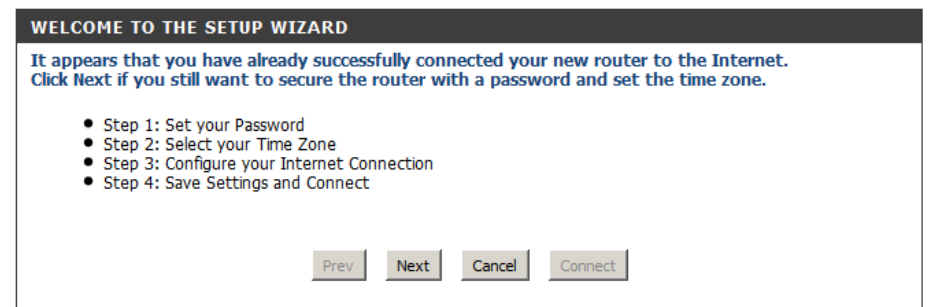 WELCOME TO THE SETUP WIZARD
It appears that you have already successfully connected your new router to the Internet.
Click Next if you still want to secure the router with a password and set the time zone.
Step 1: Set your Password
Step 2: Select your Time Zone
Step 3: Configure your Internet Connection
Step 4: Save Settings and Connect
Prev Next Cancel Connect